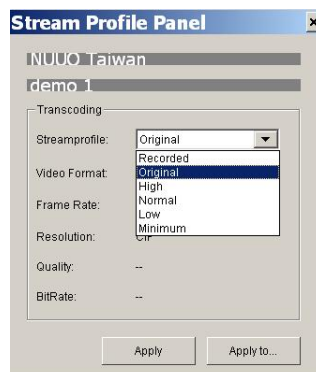 Stream Profile Panel
NUUO Taiwan
demo 1
Transcoding
Streamprofile: Original
Recorded
Original
High
Normal
Low
Minimum
Video Format:
Frame Rate:
Resolution: CIF
Quality: --
BitRate: --
Apply Apply to...